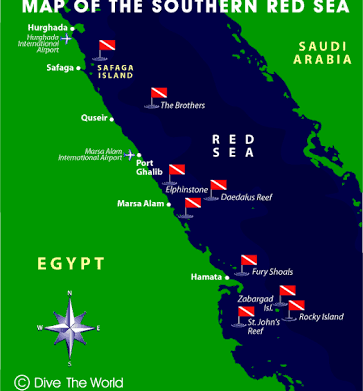 MAP OF THE SOUTHERN RED SEA
Hurghada
Hurghada
International
Airport
SAUDI
ARABIA
Safaga
SAFAGA
ISLAND
The Brothers
Quseir
RED
SEA
Marsa Alam
International Airport
Port
Ghalib
Elphinstone
Daedalus Reef
Marsa Alam
EGYPT
Fury Shoals
Hamata
Zabargad
Isl.
Rocky Island
St. John's
Reef
N
W
E
S
© Dive The World